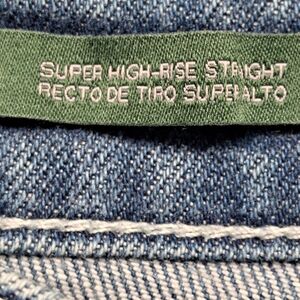 SUPER HIGH-RISE STRAIGHT
RECTO DE TIRO SUPERALTO